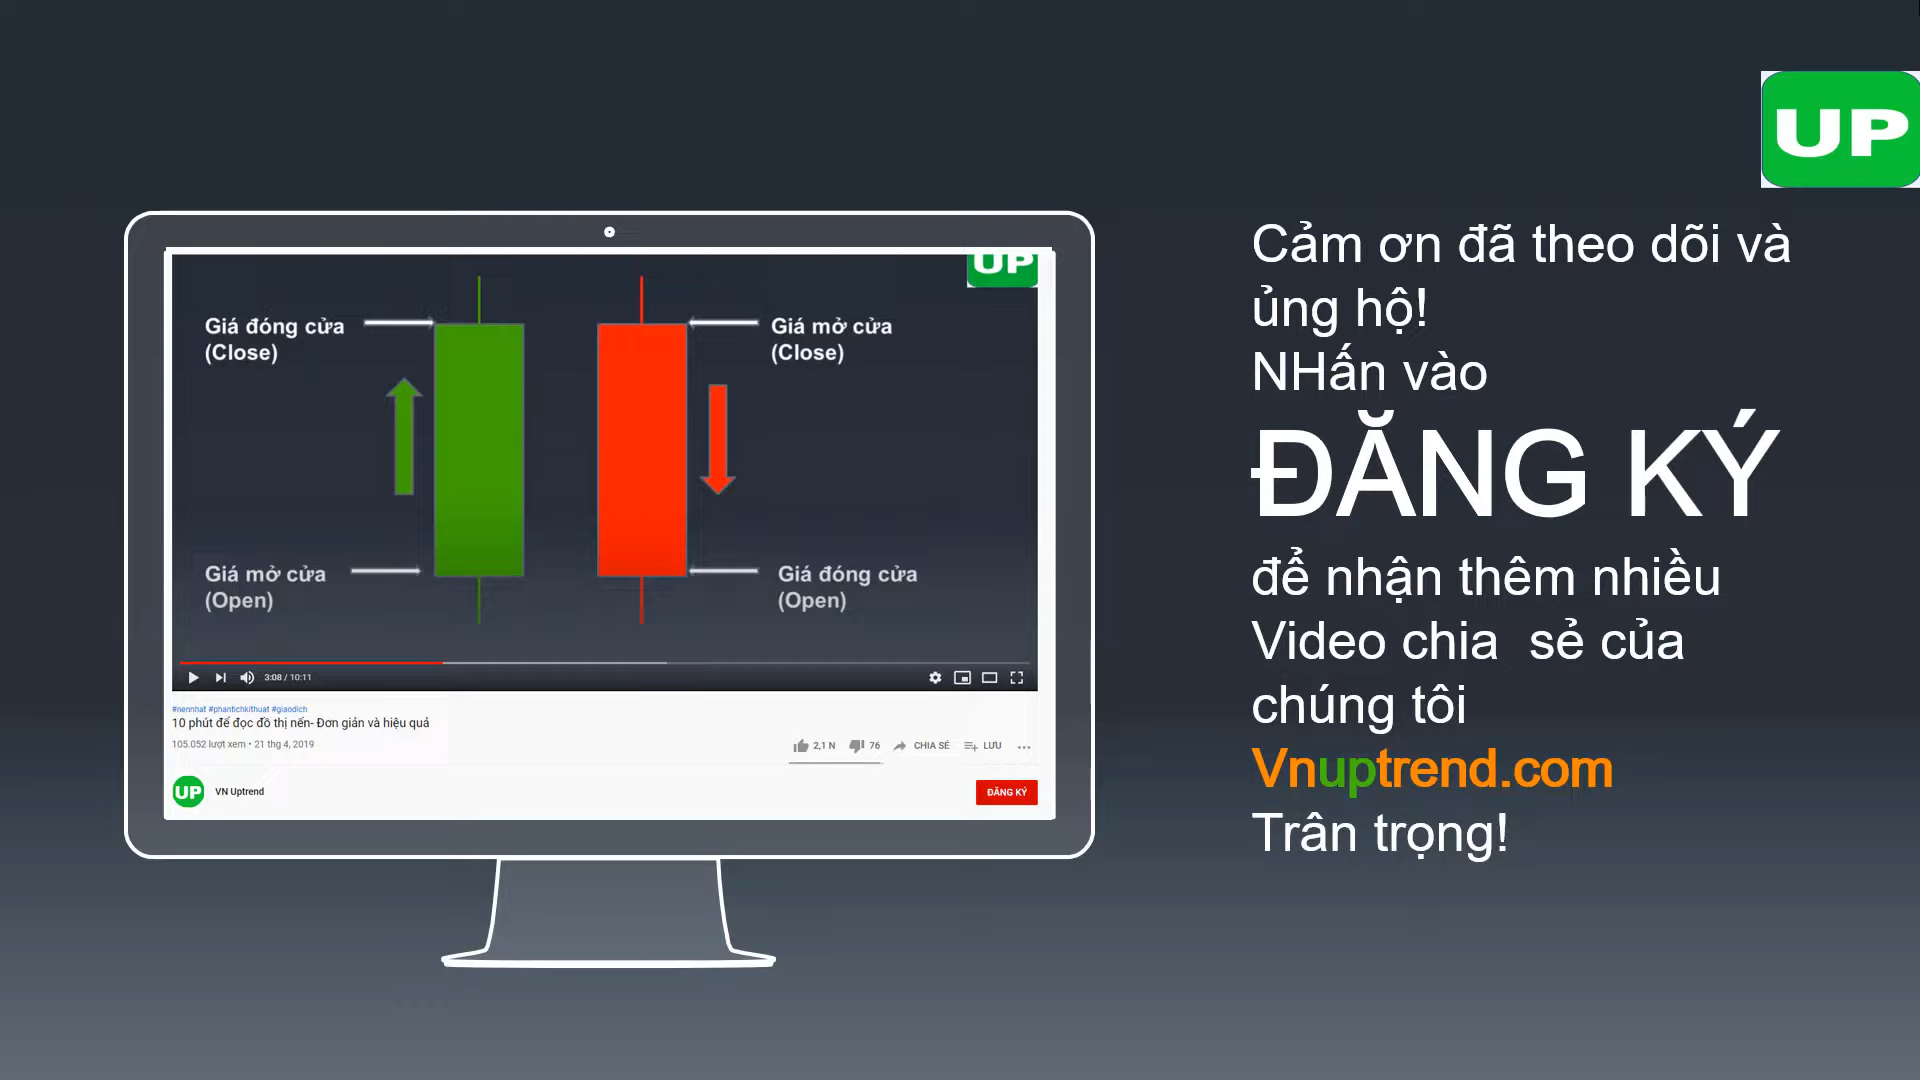 UP
UP
Giá đóng cửa
(Close)
Giá mở cửa
(Close)
Giá mở cửa
(Open)
Giá đóng cửa
(Open)
3:08 / 10:11
#nennhat #phantichkithuat #giaodich
10 phút để đọc đồ thị nến- Đơn giản và hiệu quả
105.052 lượt xem • 21 thg 4, 2019
2,1 N 76 CHIA SẺ LƯU
UP VN Uptrend
ĐĂNG KÝ
Cảm ơn đã theo dõi và
ủng hộ!
NHấn vào
ĐĂNG KÝ
để nhận thêm nhiều
Video chia  sẻ của
chúng tôi
Vnuptrend.com
Trân trọng!